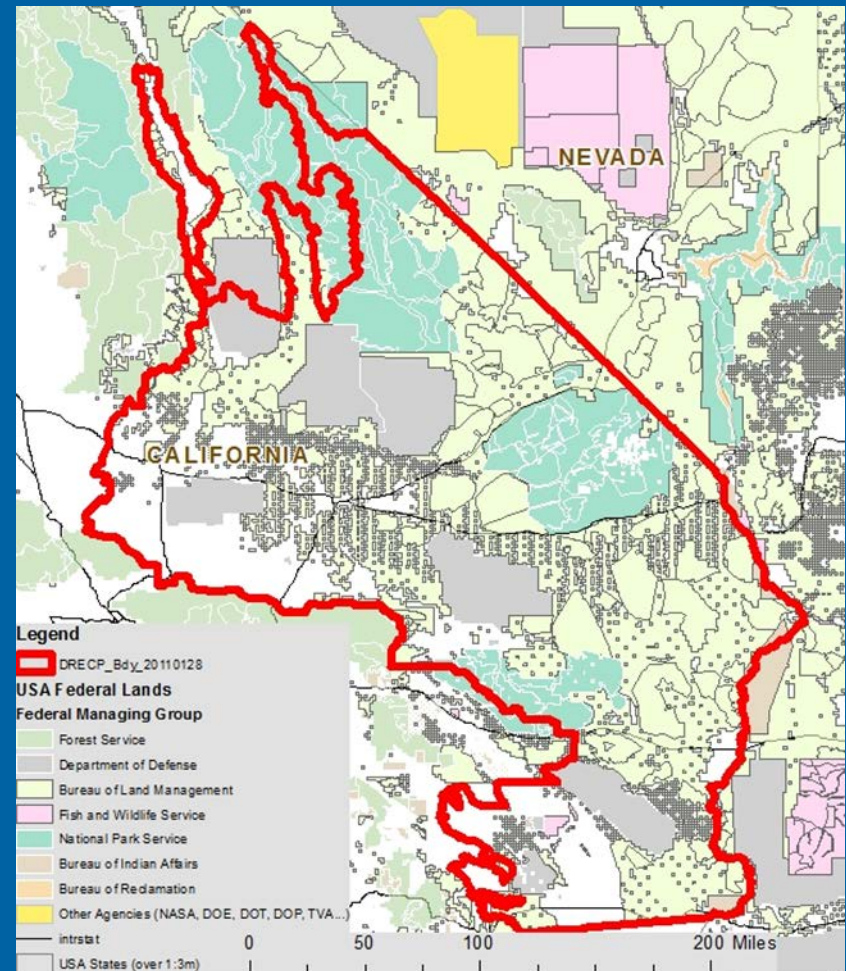 NEVADA
CALIFORNIA
Legend
DRECP_Bdy_20110128
USA Federal Lands
Federal Managing Group
Forest Service
Department of Defense
Bureau of Land Management
Fish and Wildlife Service
National Park Service
Bureau of Indian Affairs
Bureau of Reclamation
Other Agencies (NASA, DOE, DOT, DOP, TVA...)
intrstat
USA States (over 1:3m)
0 50 100 200 Miles